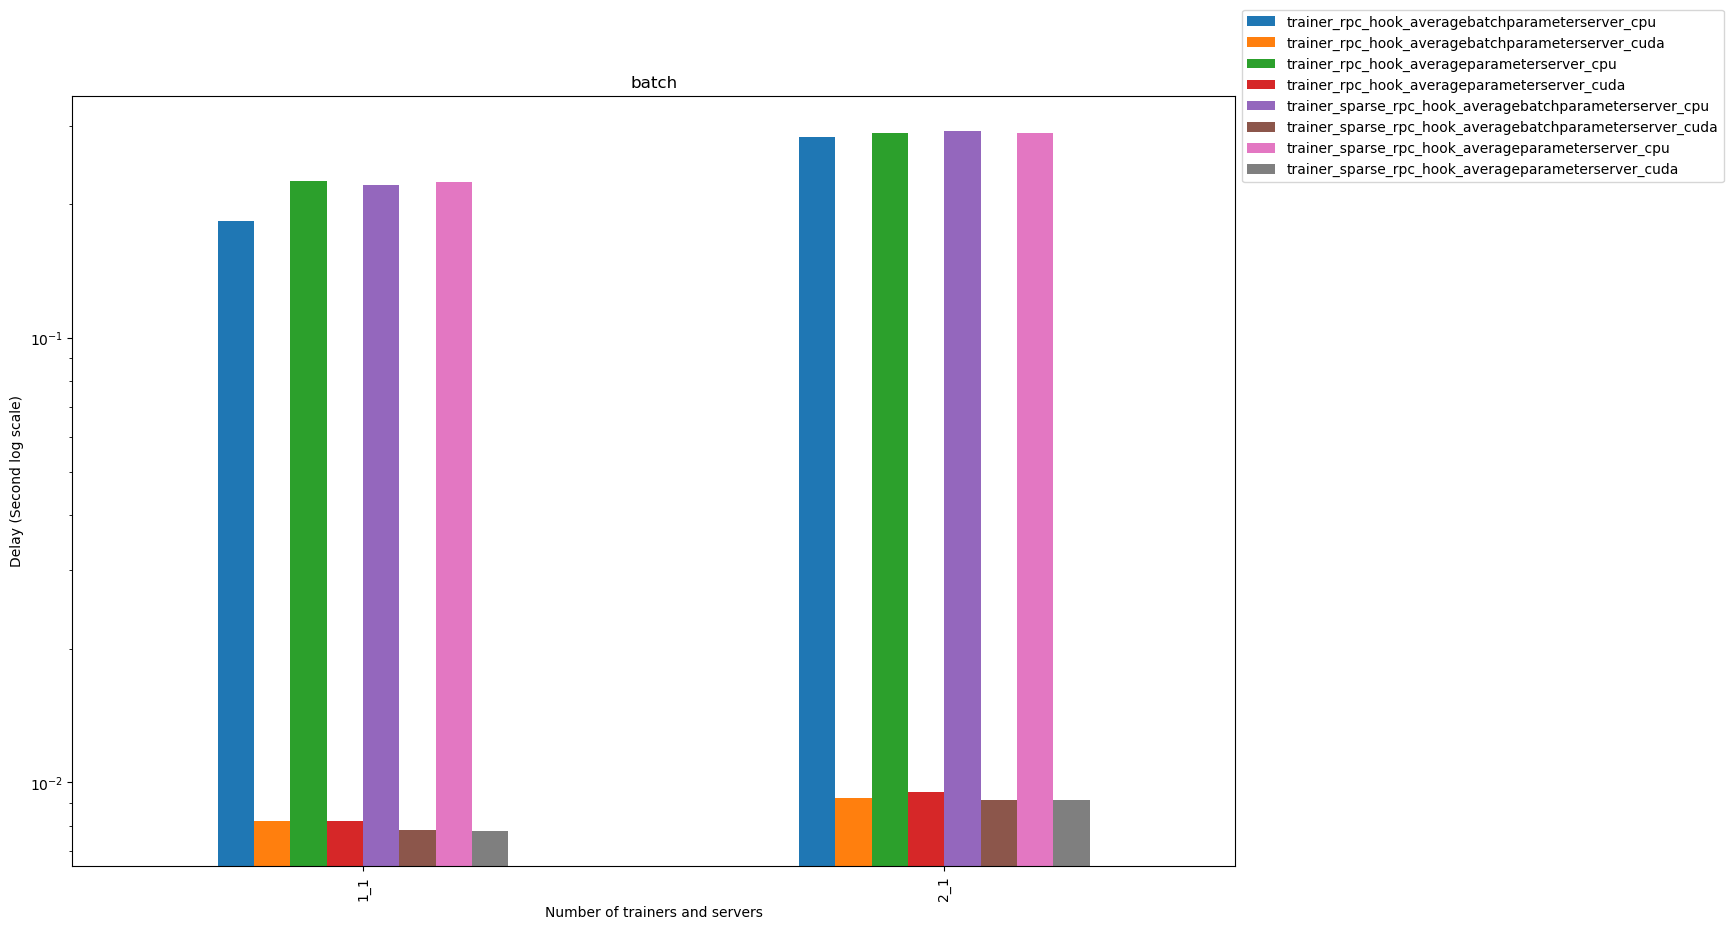 batch
trainer_rpc_hook_averagebatchparameterserver_cpu
trainer_rpc_hook_averagebatchparameterserver_cuda
trainer_rpc_hook_averageparameterserver_cpu
trainer_rpc_hook_averageparameterserver_cuda
trainer_sparse_rpc_hook_averagebatchparameterserver_cpu
trainer_sparse_rpc_hook_averagebatchparameterserver_cuda
trainer_sparse_rpc_hook_averageparameterserver_cpu
trainer_sparse_rpc_hook_averageparameterserver_cuda
Delay (Second log scale)
10⁻¹
10⁻²
1_1
2_1
Number of trainers and servers